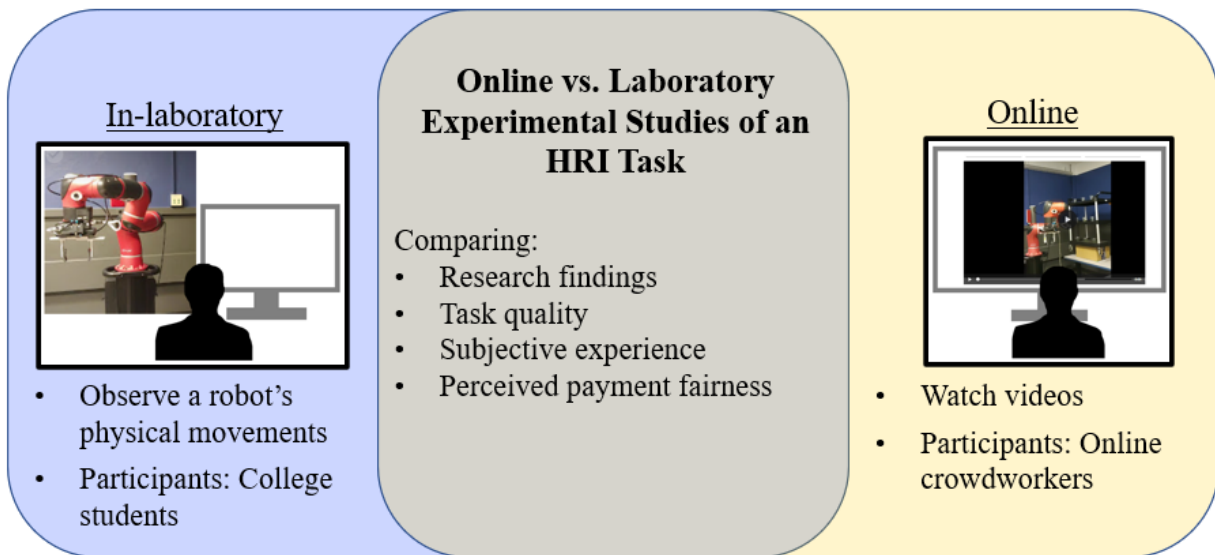 In-laboratory
• Observe a robot's
physical movements
• Participants: College
students
Online vs. Laboratory
Experimental Studies of an
HRI Task
Comparing:
• Research findings
• Task quality
• Subjective experience
• Perceived payment fairness
Online
• Watch videos
• Participants: Online
crowdworkers